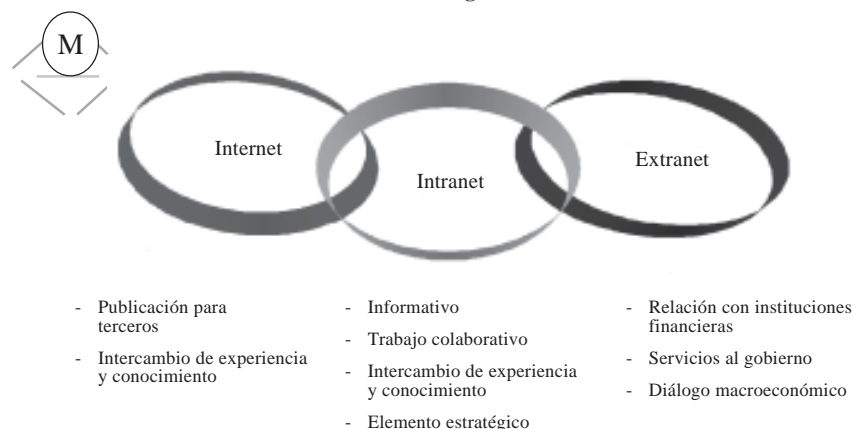 M
Internet
Intranet
Extranet
- Publicación para
terceros
- Intercambio de experiencia
y conocimiento
- Informativo
- Trabajo colaborativo
- Intercambio de experiencia
y conocimiento
- Elemento estratégico
- Relación con instituciones
financieras
- Servicios al gobierno
- Diálogo macroeconómico